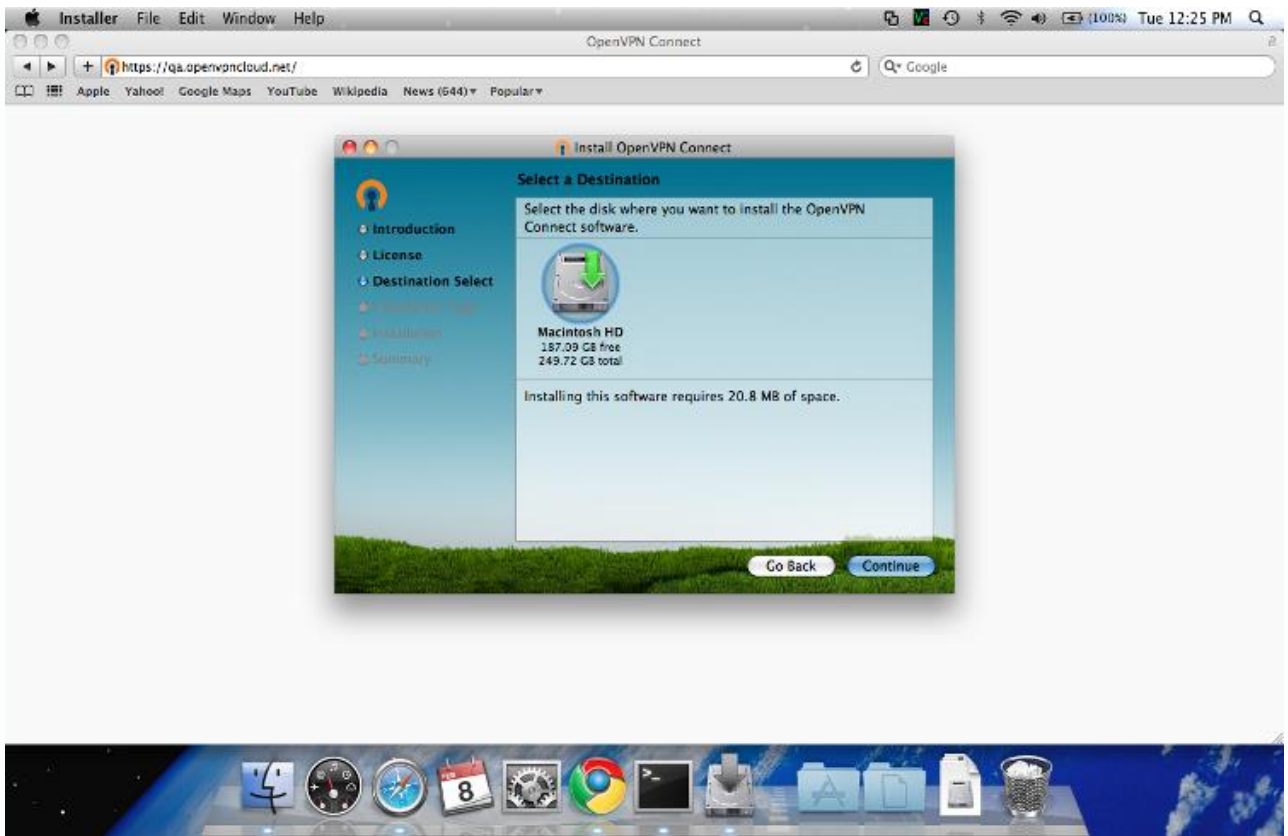 Installer File Edit Window Help (100%) Tue 12:25 PM
OpenVPN Connect
https://qa.openvpncloud.net/ Google
Apple Yahoo! Google Maps YouTube Wikipedia News (644) Popular
Install OpenVPN Connect
Select a Destination
Select the disk where you want to install the OpenVPN
Connect software.
Introduction
License
Destination Select
Installation
Summary
Macintosh HD
187.09 GB free
249.72 GB total
Installing this software requires 20.8 MB of space.
Go Back Continue
8